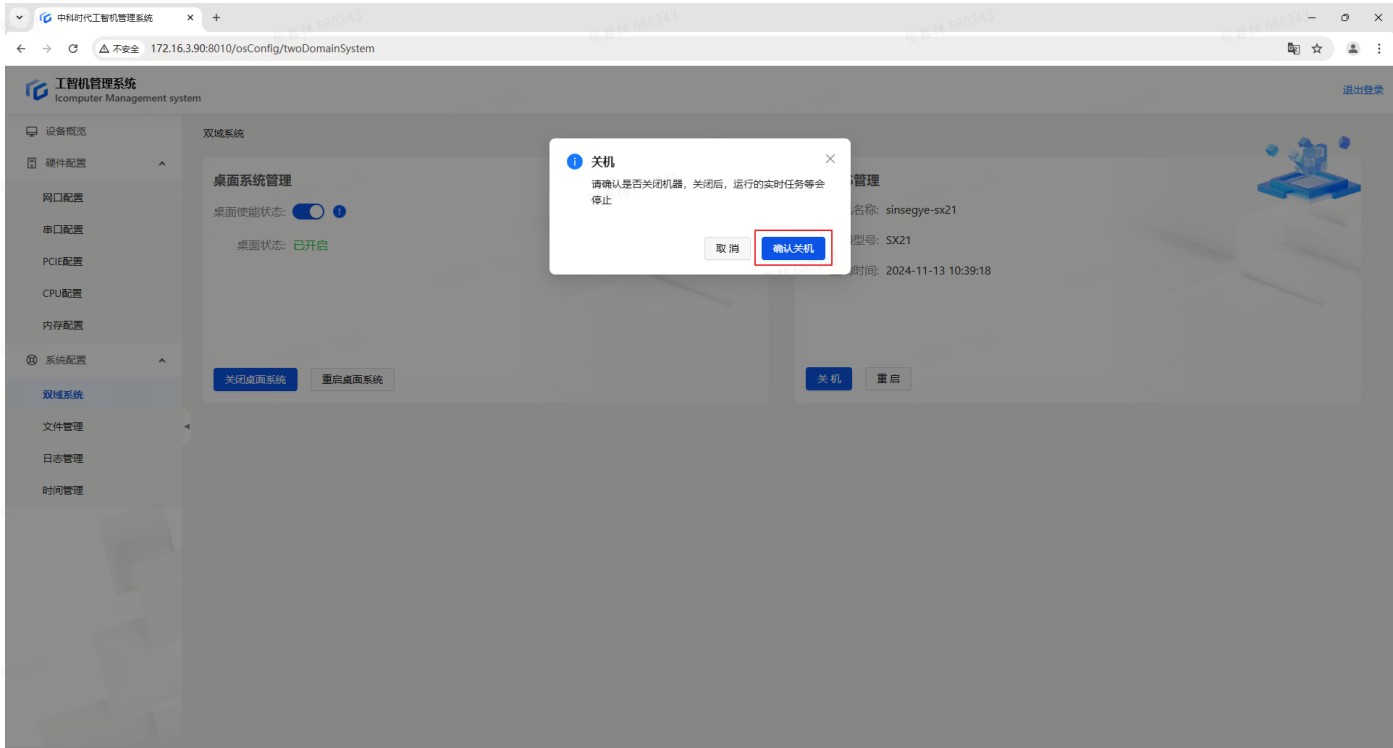 中科时代工智机管理系统
不安全 172.16.3.90:8010/osConfig/twoDomainSystem
工智机管理系统
Icomputer Management system
退出登录
设备概览
硬件配置
网口配置
串口配置
PCIE配置
CPU配置
内存配置
系统配置
双域系统
文件管理
日志管理
时间管理
双域系统
桌面系统管理
桌面使能状态:
桌面状态: 已开启
关闭桌面系统 重启桌面系统
关机
请确认是否关闭机器，关闭后，运行的实时任务等会
停止
取 消 确认关机
管理
名称: sinsegye-sx21
型号: SX21
时间: 2024-11-13 10:39:18
关 机 重 启